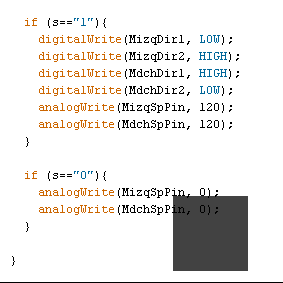 if (s=="1"){
digitalWrite(MizqDir1, LOW);
digitalWrite(MizqDir2, HIGH);
digitalWrite(MdchDir1, HIGH);
digitalWrite(MdchDir2, LOW);
analogWrite(MizqSpPin, 120);
analogWrite(MdchSpPin, 120);
}
if (s=="0"){
analogWrite(MizqSpPin, 0);
analogWrite(MdchSpPin, 0);
}
}